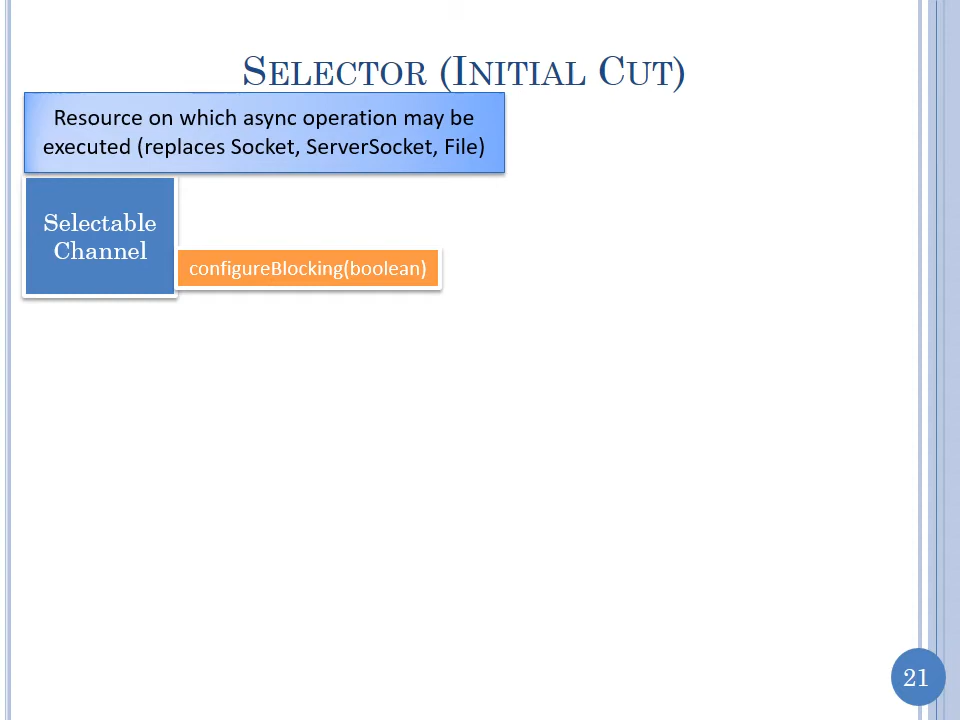 SELECTOR (INITIAL CUT)
Resource on which async operation may be
executed (replaces Socket, ServerSocket, File)
Selectable
Channel
configureBlocking(boolean)
21